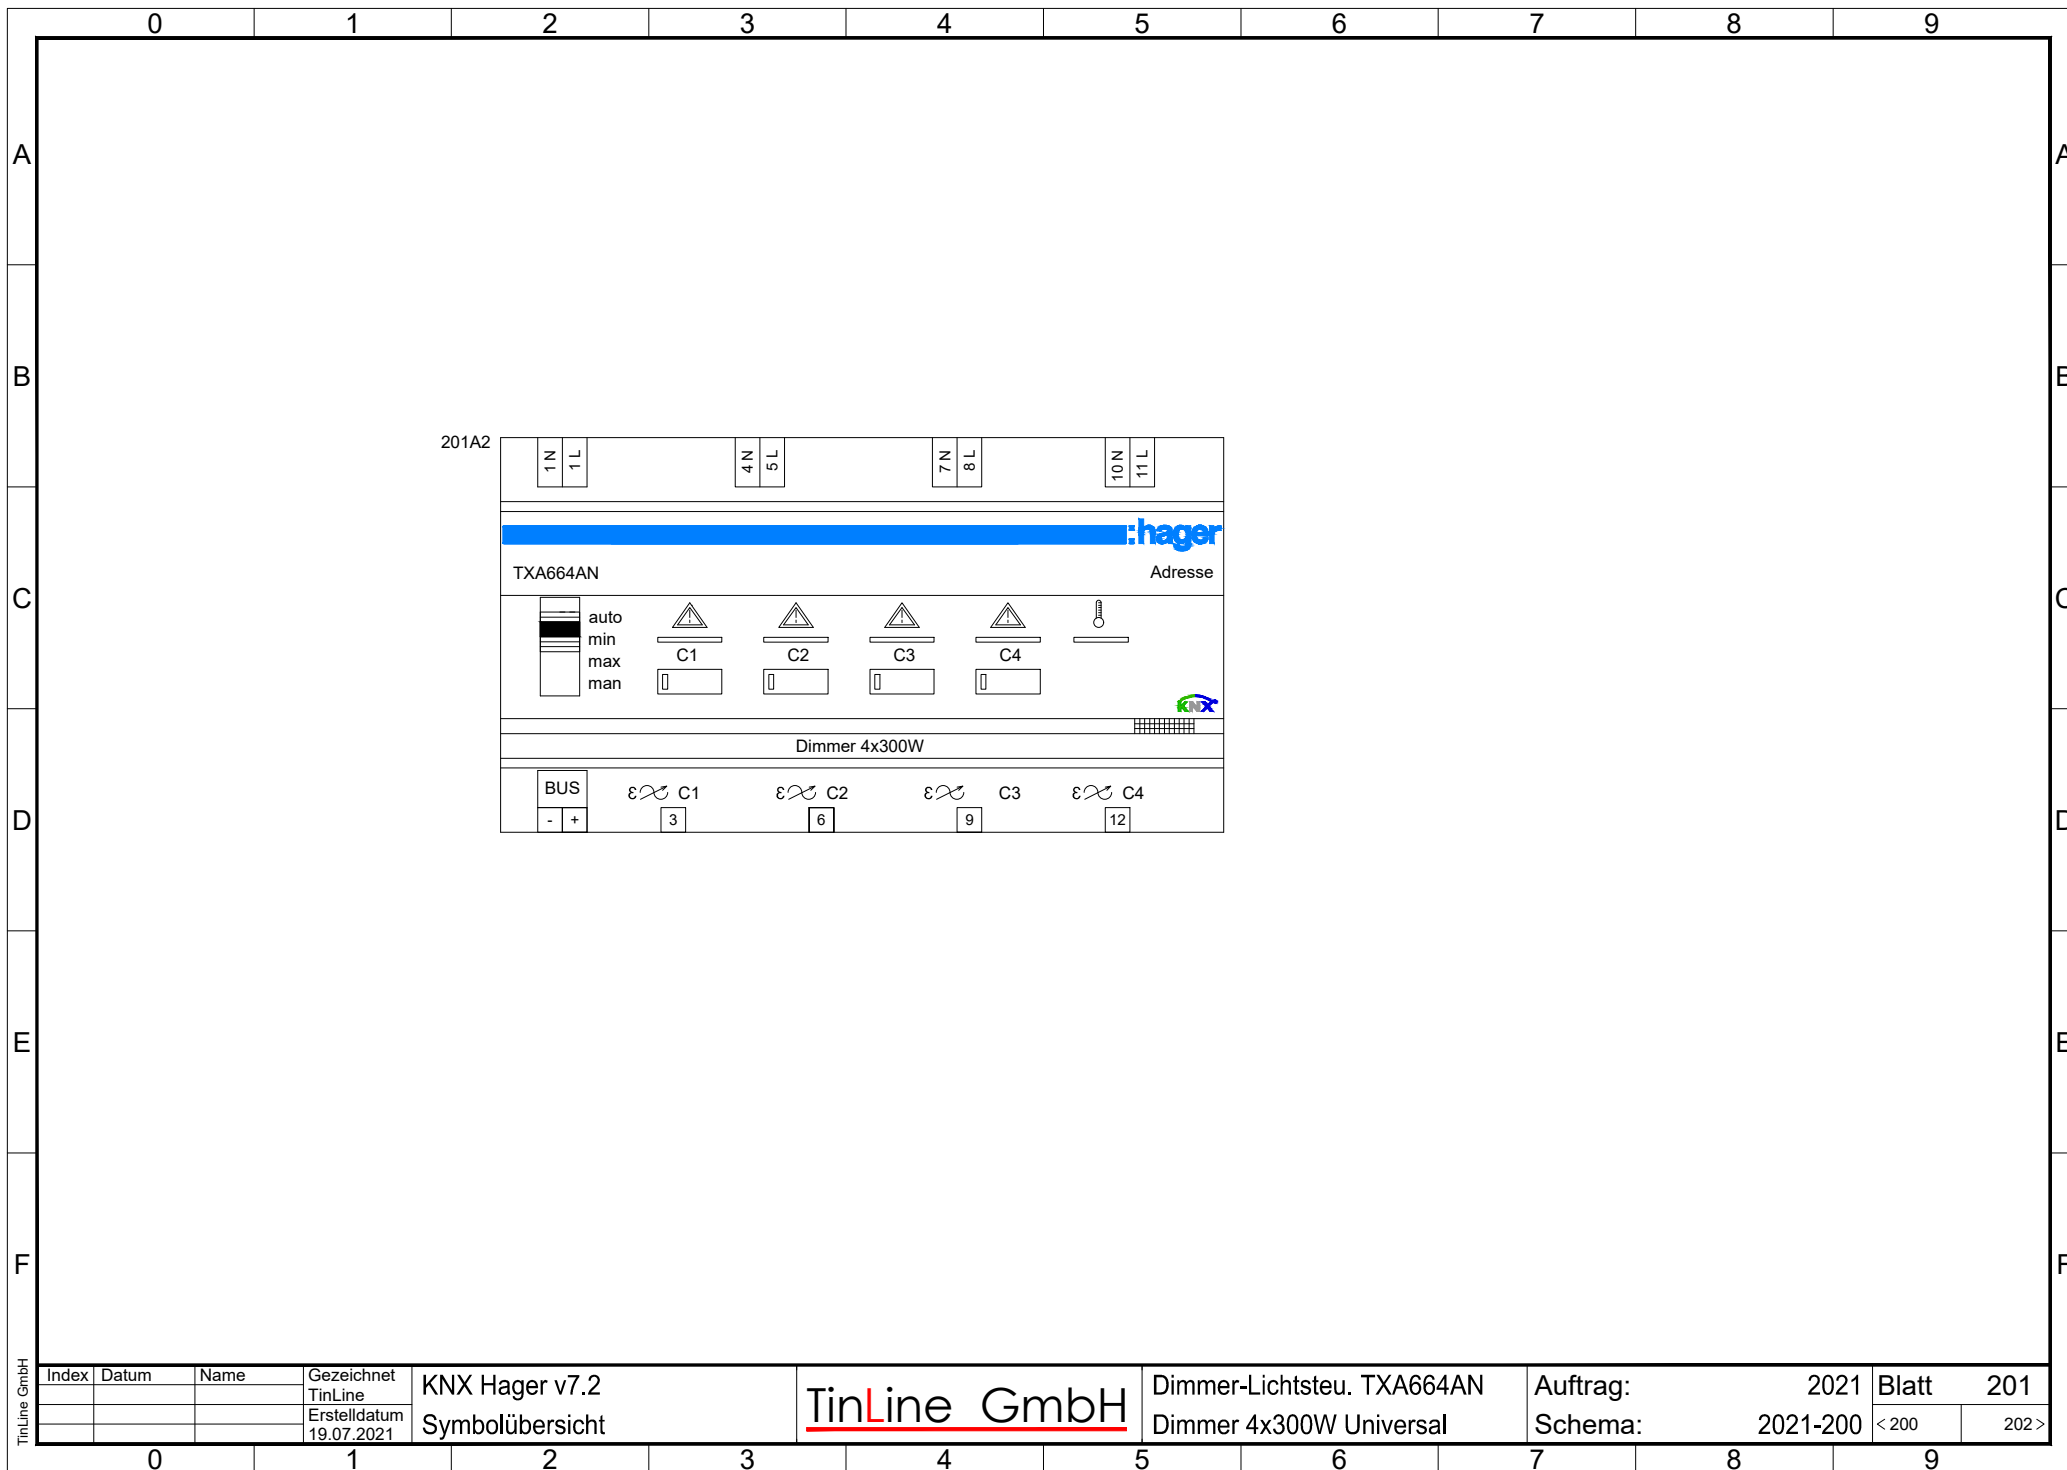 0 1 2 3 4 5 6 7 8 9
A A
B B
201A2
1 N 1 L 4 N 5 L 7 N 8 L 10 N 11 L
:hager
TXA664AN Adresse
C C
auto
min
max
man
C1 C2 C3 C4
KNX
Dimmer 4x300W
BUS C1 C2 C3 C4
- + 3 6 9 12
D D
E E
F F
TinLine GmbH
Index Datum Name Gezeichnet
TinLine
Erstelldatum
19.07.2021
KNX Hager v7.2
Symbolübersicht
TinLine GmbH
Dimmer-Lichtsteu. TXA664AN
Dimmer 4x300W Universal
Auftrag: 2021
Schema: 2021-200
Blatt 201
< 200 202 >
0 1 2 3 4 5 6 7 8 9